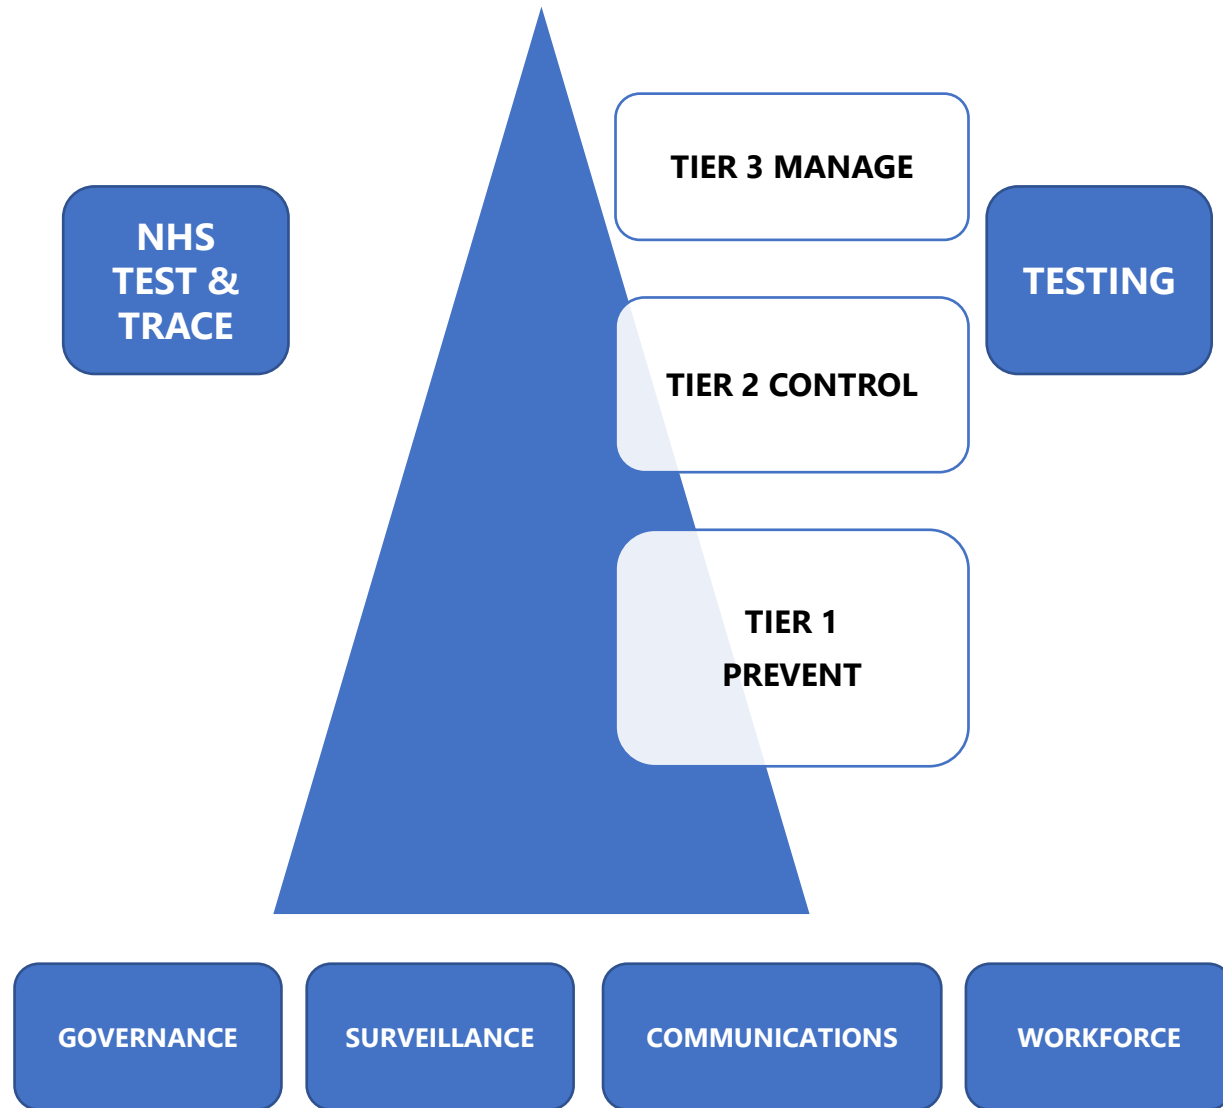 TIER 3 MANAGE
NHS
TEST &
TRACE
TESTING
TIER 2 CONTROL
TIER 1
PREVENT
GOVERNANCE
SURVEILLANCE
COMMUNICATIONS
WORKFORCE